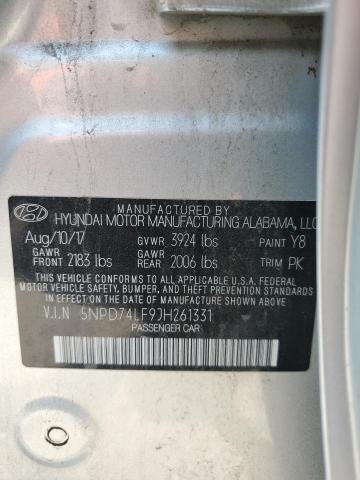 MANUFACTURED BY
HYUNDAI MOTOR MANUFACTURING ALABAMA, LLC
Aug/10/17 GVWR 3924 lbs PAINT Y8
GAWR FRONT 2183 lbs GAWR REAR 2006 lbs TRIM PK
THIS VEHICLE CONFORMS TO ALL APPLICABLE U.S.A. FEDERAL
MOTOR VEHICLE SAFETY, BUMPER, AND THEFT PREVENTION
STANDARDS IN EFFECT ON THE DATE OF MANUFACTURE SHOWN ABOVE.
V.I.N 5NPD74LF9JH261331
PASSENGER CAR